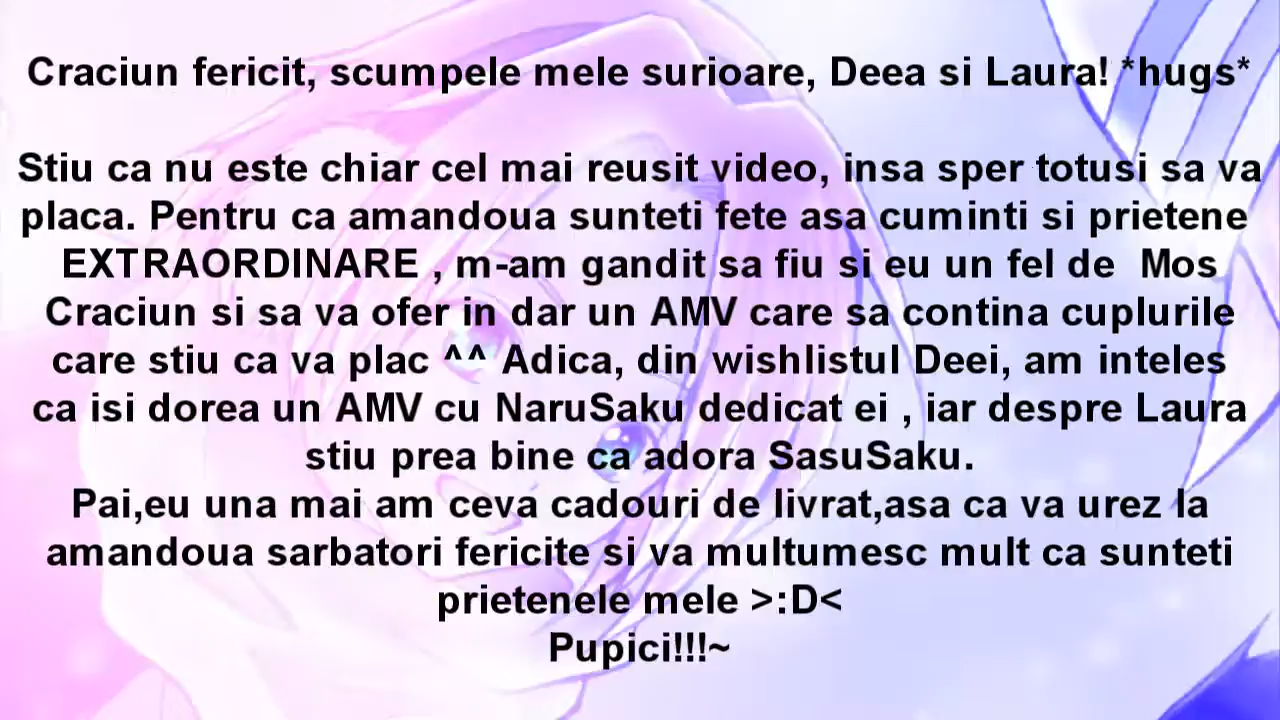 Craciun fericit, scumpele mele surioare, Deea si Laura! *hugs*
Stiu ca nu este chiar cel mai reusit video, insa sper totusi sa va
placa. Pentru ca amandoua sunteti fete asa cuminti si prietene
EXTRAORDINARE , m-am gandit sa fiu si eu un fel de  Mos
Craciun si sa va ofer in dar un AMV care sa contina cuplurile
care stiu ca va plac ^^ Adica, din wishlistul Deei, am inteles
ca isi dorea un AMV cu NaruSaku dedicat ei , iar despre Laura
stiu prea bine ca adora SasuSaku.
Pai,eu una mai am ceva cadouri de livrat,asa ca va urez la
amandoua sarbatori fericite si va multumesc mult ca sunteti
prietenele mele >:D<
Pupici!!!~